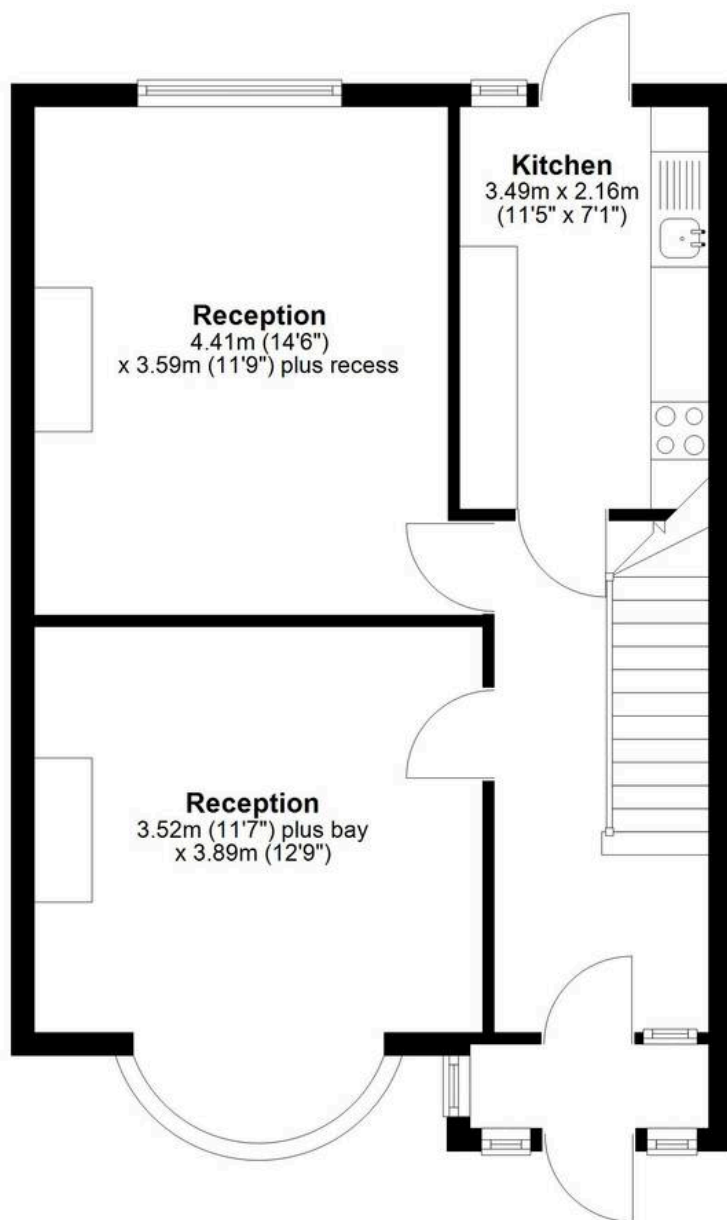 Kitchen
3.49m x 2.16m
(11'5" x 7'1")
Reception
4.41m (14'6")
x 3.59m (11'9") plus recess
Reception
3.52m (11'7") plus bay
x 3.89m (12'9")